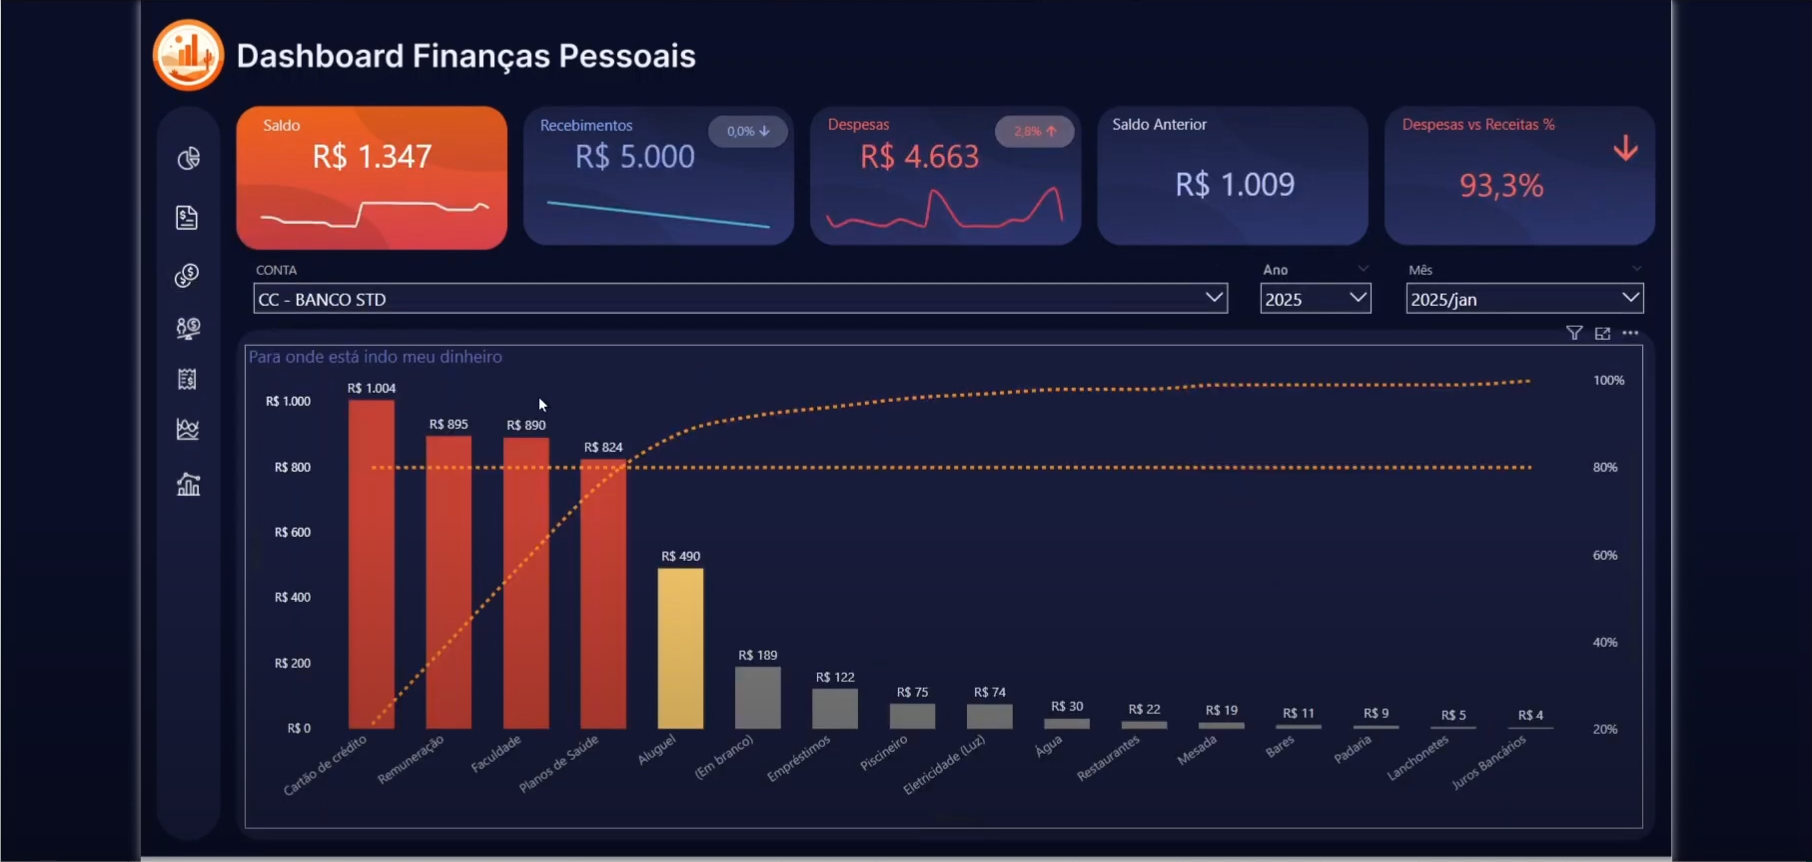 Dashboard Finanças Pessoais
Saldo
R$ 1.347
Recebimentos
0,0% ↓
R$ 5.000
Despesas
2,8% ↑
R$ 4.663
Saldo Anterior
R$ 1.009
Despesas vs Receitas %
93,3%
CONTA
CC - BANCO STD
Ano
2025
Mês
2025/jan
Para onde está indo meu dinheiro
R$ 1.000
R$ 800
R$ 600
R$ 400
R$ 200
R$ 0
R$ 1.004
R$ 895
R$ 890
R$ 824
R$ 490
R$ 189
R$ 122
R$ 75
R$ 74
R$ 30
R$ 22
R$ 19
R$ 11
R$ 9
R$ 5
R$ 4
100%
80%
60%
40%
20%
Cartão de crédito
Remuneração
Faculdade
Planos de Saúde
Aluguel
(Em branco)
Empréstimos
Piscineiro
Eletricidade (Luz)
Água
Restaurantes
Mesada
Bares
Padaria
Lanchonetes
Juros Bancários